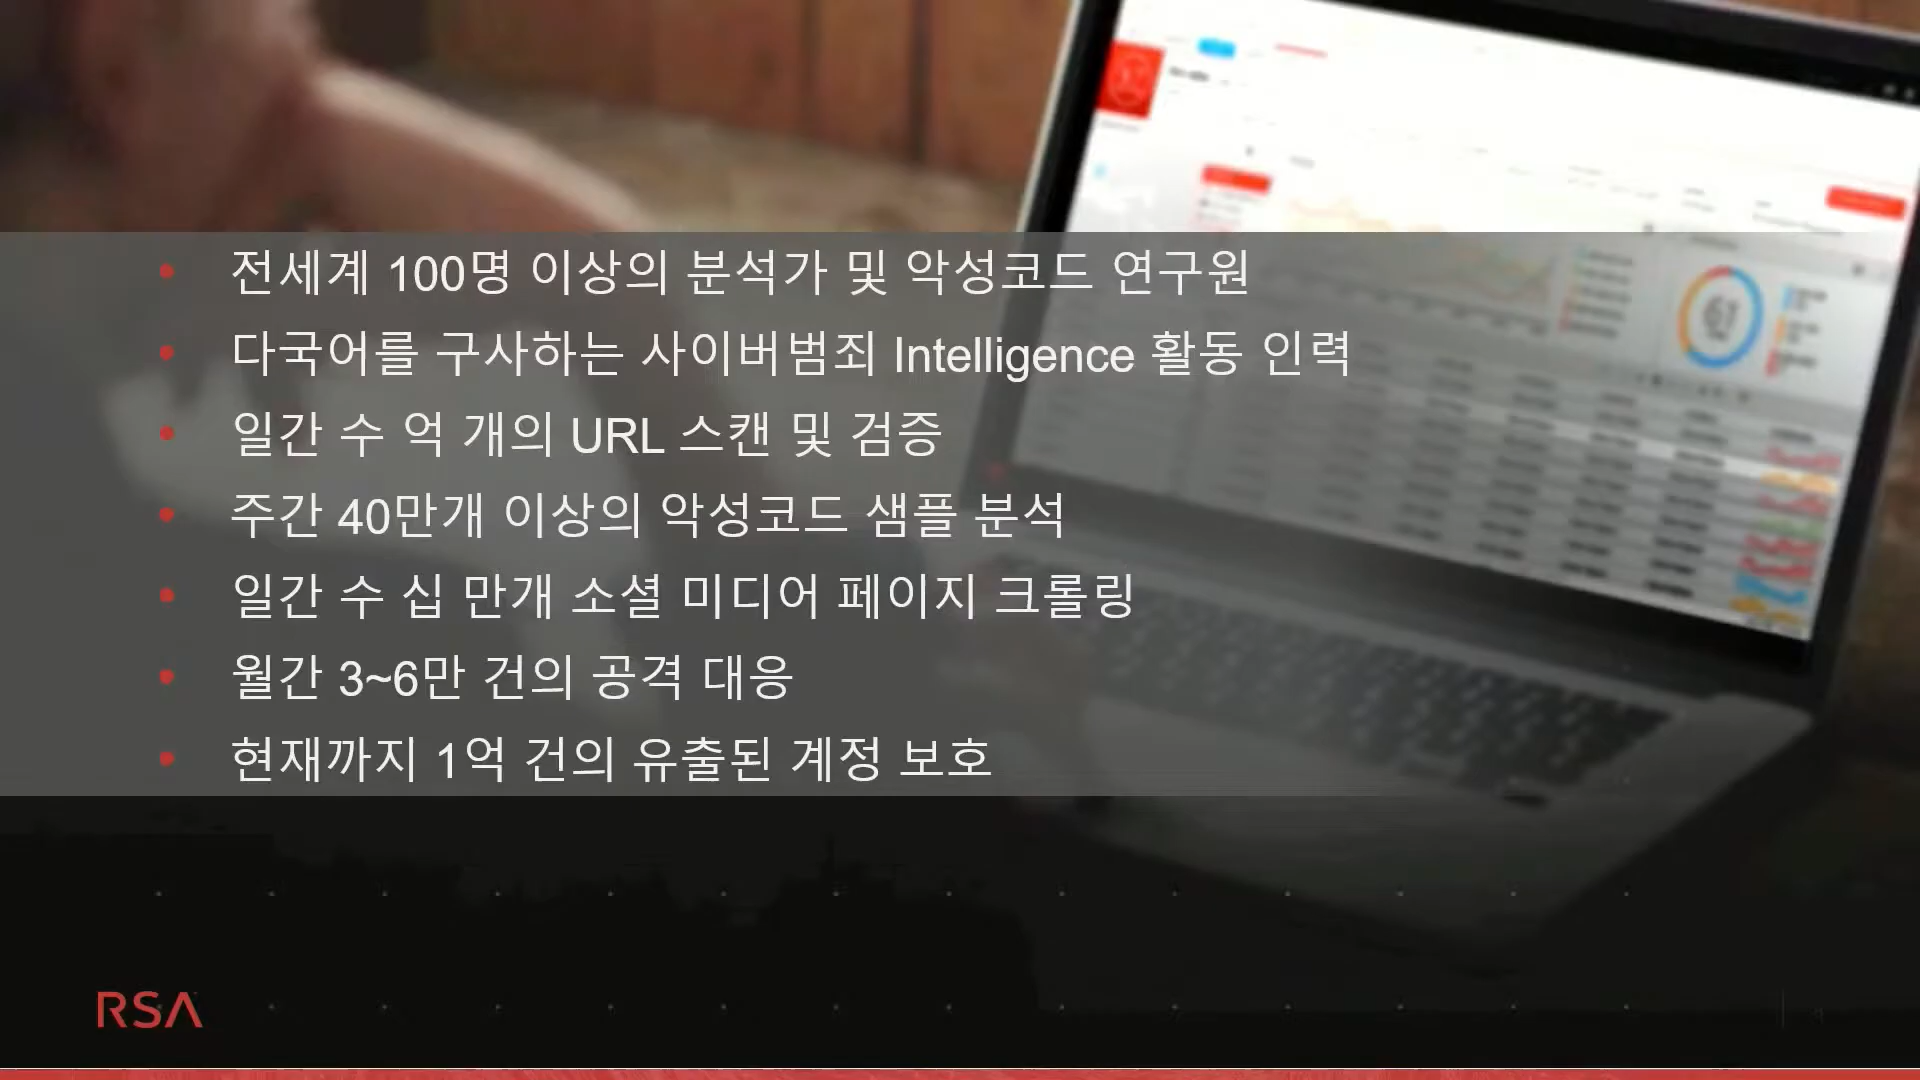 전세계 100명 이상의 분석가 및 악성코드 연구원
다국어를 구사하는 사이버범죄 Intelligence 활동 인력
일간 수 억 개의 URL 스캔 및 검증
주간 40만개 이상의 악성코드 샘플 분석
일간 수 십 만개 소셜 미디어 페이지 크롤링
월간 3~6만 건의 공격 대응
현재까지 1억 건의 유출된 계정 보호
RSA